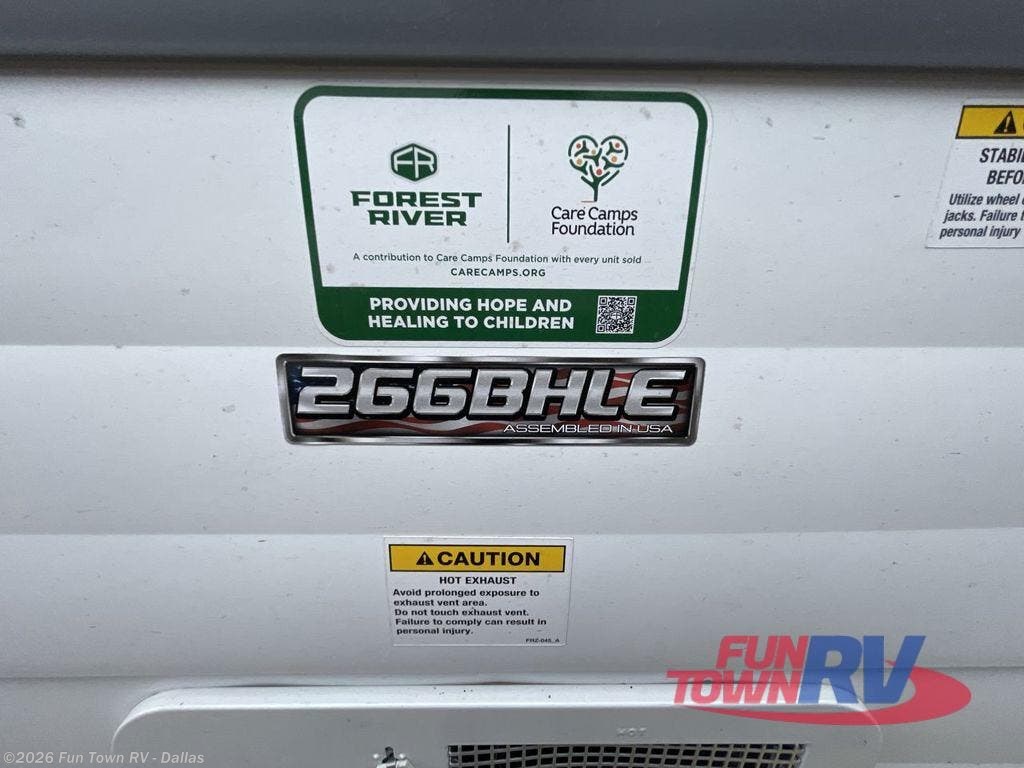 FR
FOREST
RIVER
Care Camps
Foundation
A contribution to Care Camps Foundation with every unit sold
CARECAMPS.ORG
PROVIDING HOPE AND
HEALING TO CHILDREN
STABI
BEFO
Utilize wheel
jacks. Failure
personal injury
266BHLE
ASSEMBLED IN USA
CAUTION
HOT EXHAUST
Avoid prolonged exposure to
exhaust vent area.
Do not touch exhaust vent.
Failure to comply can result in
personal injury.
FRZ-045_A
FUN
TOWN RV
HOT
©2026 Fun Town RV - Dallas